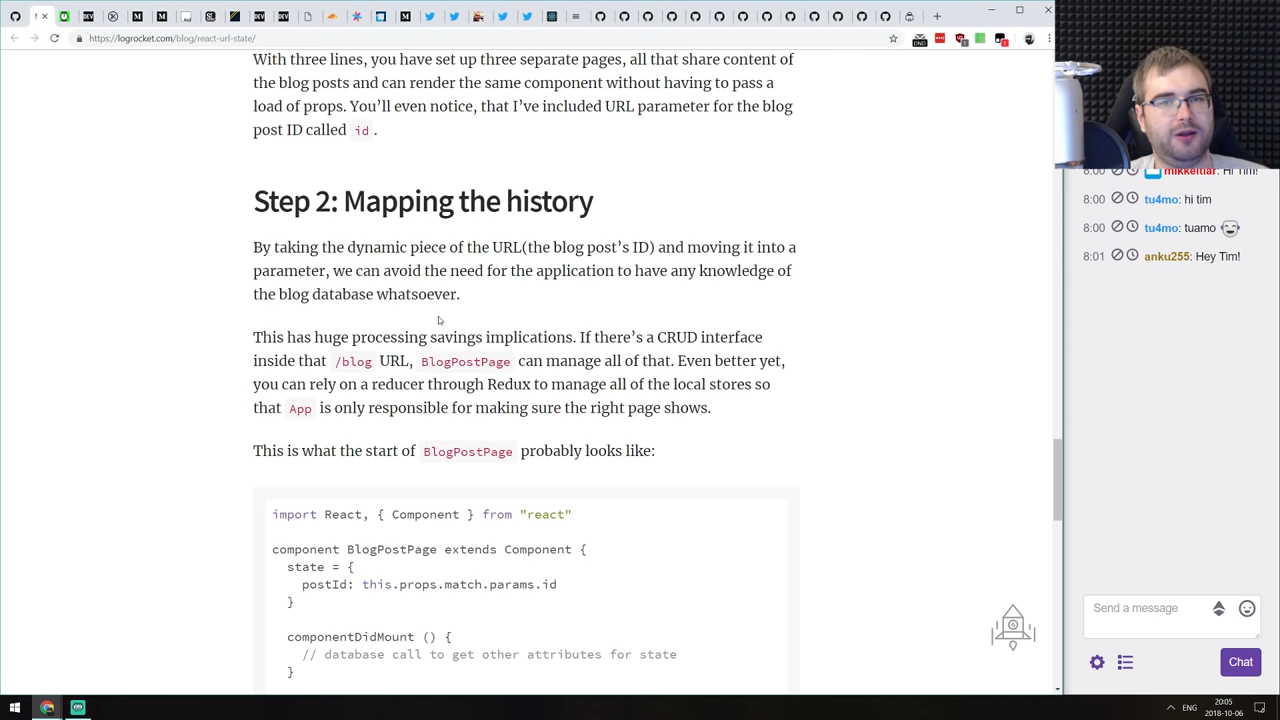 https://logrocket.com/blog/react-url-state/
With three lines, you have set up three separate pages, all that share content of
the blog posts and can render the same component without having to pass a
load of props. You’ll even notice, that I’ve included URL parameter for the blog
post ID called id .
Step 2: Mapping the history
By taking the dynamic piece of the URL(the blog post’s ID) and moving it into a
parameter, we can avoid the need for the application to have any knowledge of
the blog database whatsoever.
This has huge processing savings implications. If there’s a CRUD interface
inside that /blog URL, BlogPostPage can manage all of that. Even better yet,
you can rely on a reducer through Redux to manage all of the local stores so
that App is only responsible for making sure the right page shows.
This is what the start of BlogPostPage probably looks like:
import React, { Component } from "react"
component BlogPostPage extends Component {
state = {
postId: this.props.match.params.id
}
componentDidMount () {
// database call to get other attributes for state
}
8:00 mikkeltiar: Hi Tim!
8:00 tu4mo: hi tim
8:00 tu4mo: tuamo
8:01 anku255: Hey Tim!
Send a message
Chat
ENG
20:05
2018-10-06